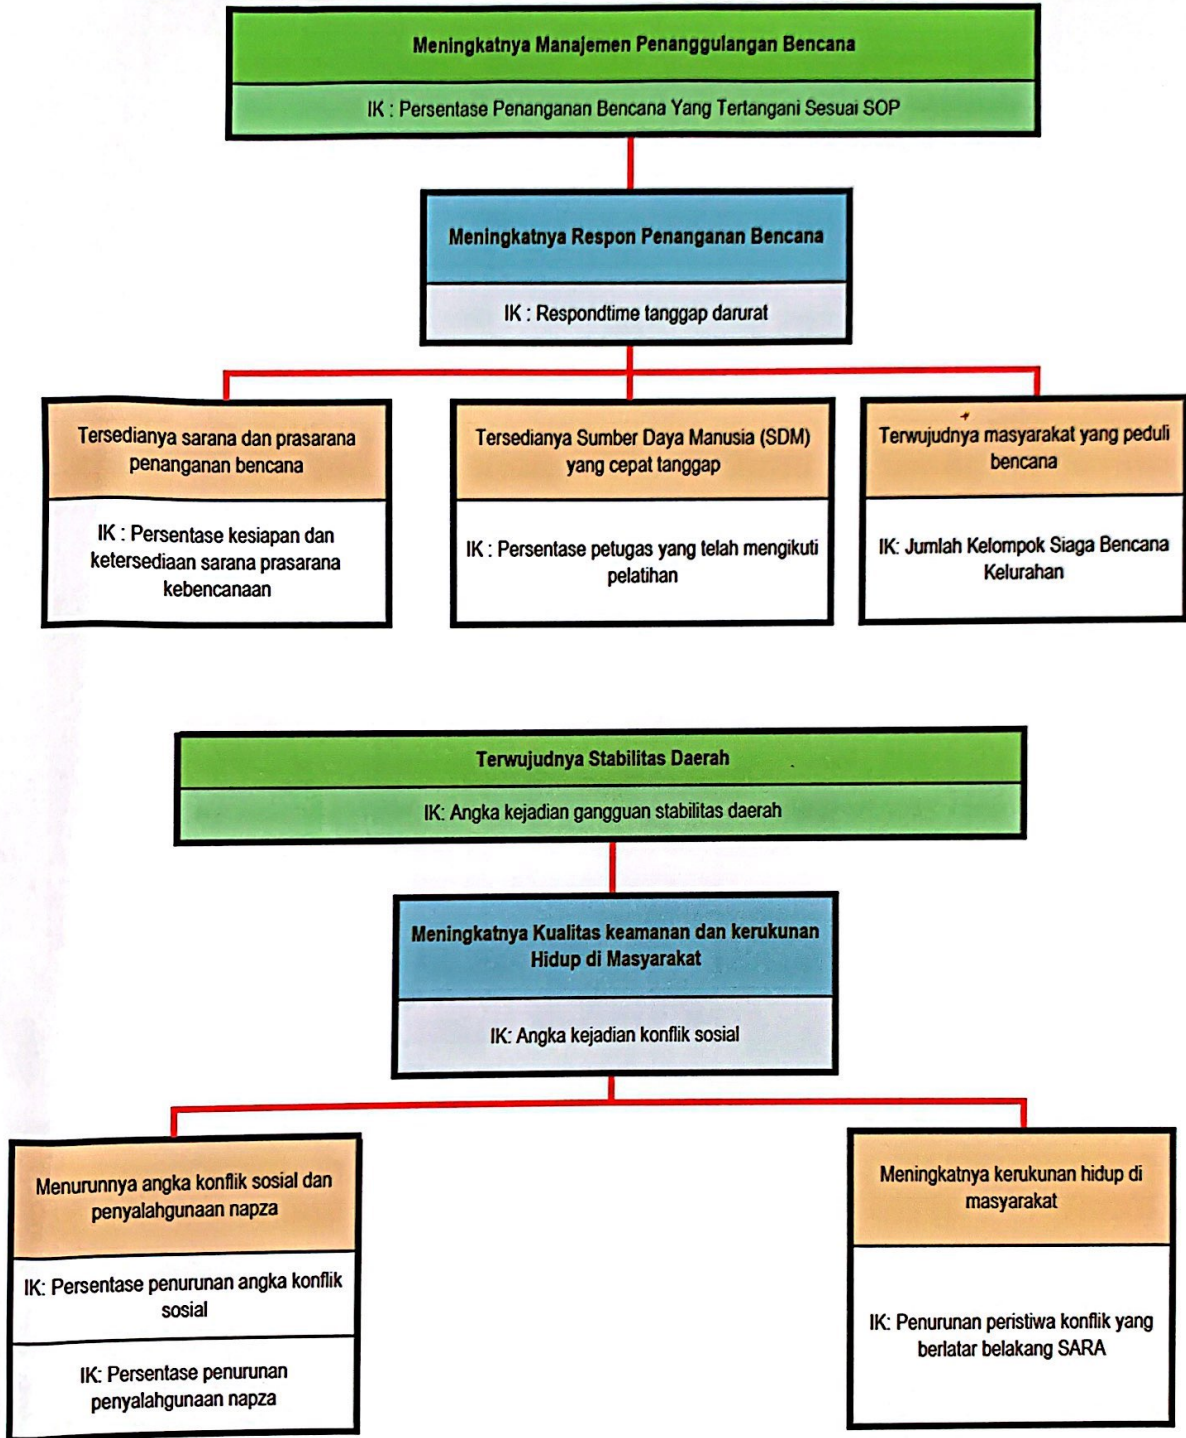 Meningkatnya Manajemen Penanggulangan Bencana
IK : Persentase Penanganan Bencana Yang Tertangani Sesuai SOP
Meningkatnya Respon Penanganan Bencana
IK : Respondtime tanggap darurat
Tersedianya sarana dan prasarana
penanganan bencana
IK : Persentase kesiapan dan
ketersediaan sarana prasarana
kebencanaan
Tersedianya Sumber Daya Manusia (SDM)
yang cepat tanggap
IK : Persentase petugas yang telah mengikuti
pelatihan
Terwujudnya masyarakat yang peduli
bencana
IK: Jumlah Kelompok Siaga Bencana
Kelurahan
Terwujudnya Stabilitas Daerah
IK: Angka kejadian gangguan stabilitas daerah
Meningkatnya Kualitas keamanan dan kerukunan
Hidup di Masyarakat
IK: Angka kejadian konflik sosial
Menurunnya angka konflik sosial dan
penyalahgunaan napza
IK: Persentase penurunan angka konflik
sosial
IK: Persentase penurunan
penyalahgunaan napza
Meningkatnya kerukunan hidup di
masyarakat
IK: Penurunan peristiwa konflik yang
berlatar belakang SARA